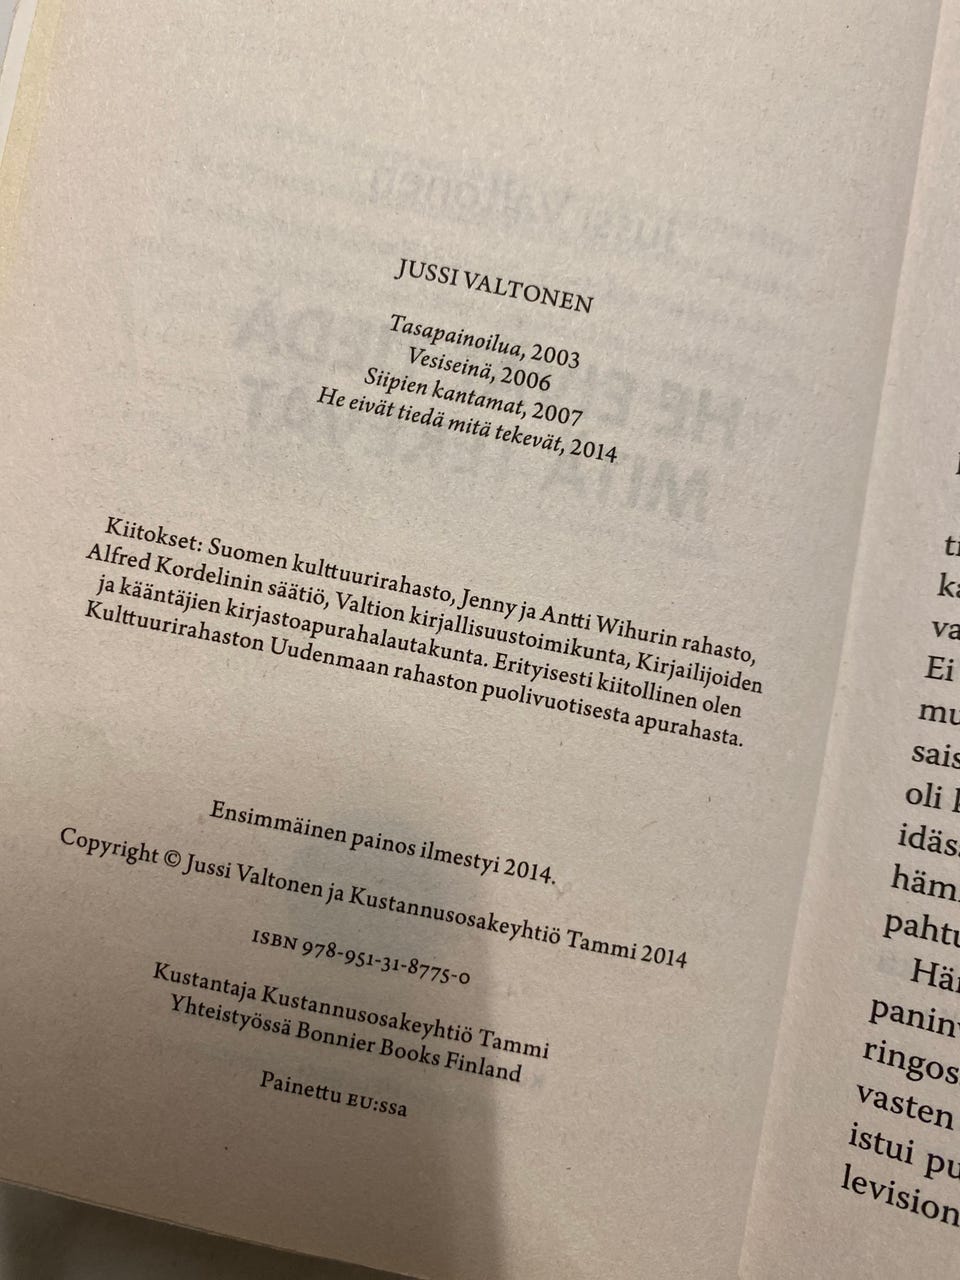 JUSSI VALTONEN
Tasapainoilua, 2003
Vesiseinä, 2006
Siipien kantamat, 2007
He eivät tiedä mitä tekevät, 2014
Kiitokset: Suomen kulttuurirahasto, Jenny ja Antti Wihurin rahasto,
Alfred Kordelinin säätiö, Valtion kirjallisuustoimikunta, Kirjailijoiden
ja kääntäjien kirjastoapurahalautakunta. Erityisesti kiitollinen olen
Kulttuurirahaston Uudenmaan rahaston puolivuotisesta apurahasta.
Ensimmäinen painos ilmestyi 2014.
Copyright © Jussi Valtonen ja Kustannusosakeyhtiö Tammi 2014
ISBN 978-951-31-8775-0
Kustantaja Kustannusosakeyhtiö Tammi
Yhteistyössä Bonnier Books Finland
Painettu EU:ssa
Ei
oli
vasten
istui